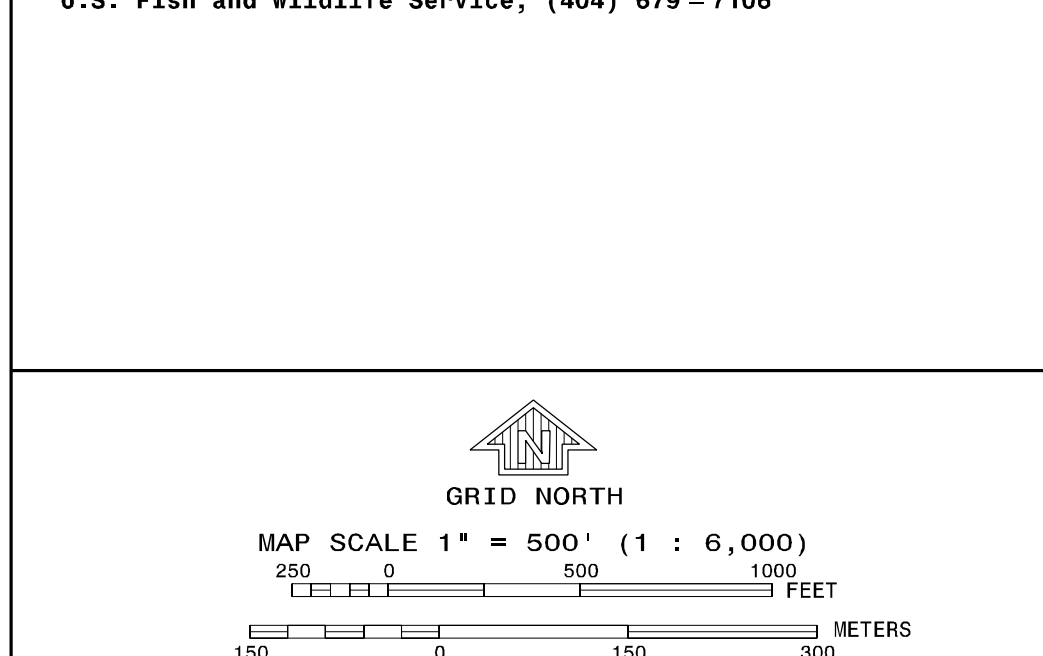 U.S. Fish and Wildlife Service, (404) 679–7106
N
GRID NORTH
MAP SCALE 1" = 500' (1 : 6,000)
250 0 500 1000
FEET
METERS
150 0 150 300